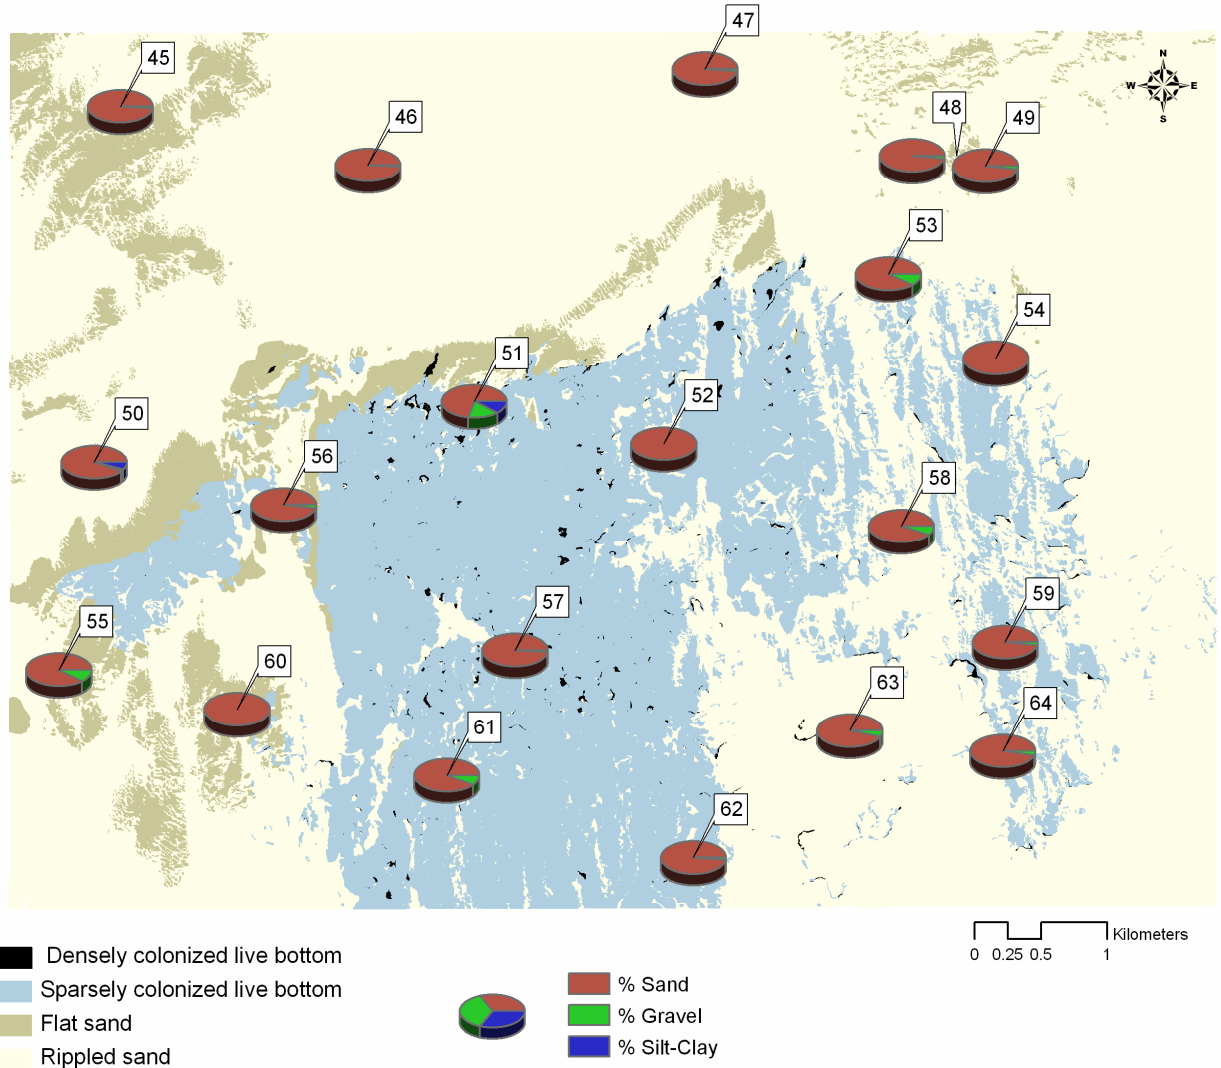 47
45
N
W E
S
46
48
49
53
54
51
52
50
56
58
57
59
55
60
63
64
61
62
Kilometers
0 0.25 0.5 1
Densely colonized live bottom
Sparsely colonized live bottom
Flat sand
Rippled sand
% Sand
% Gravel
% Silt-Clay